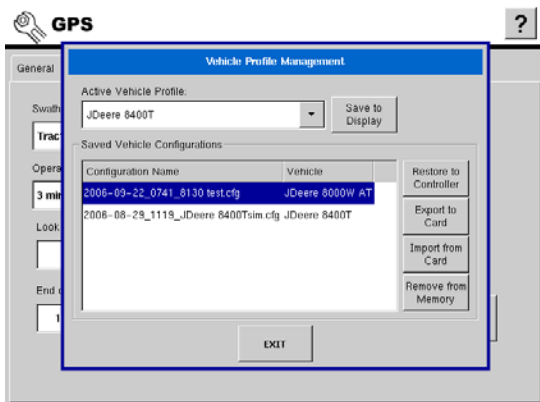 GPS
?
General
Vehicle Profile Management
Active Vehicle Profile:
JDeere 8400T
Save to
Display
Swath
Trac
Saved Vehicle Configurations
Configuration Name Vehicle
2006-09-22_0741_8130 test.cfg JDeere 8000W AT
2006-08-29_1119_JDeere 8400Tsim.cfg JDeere 8400T
Restore to
Controller
Export to
Card
Import from
Card
Remove from
Memory
Opera
3 min
Look
End
1
EXIT